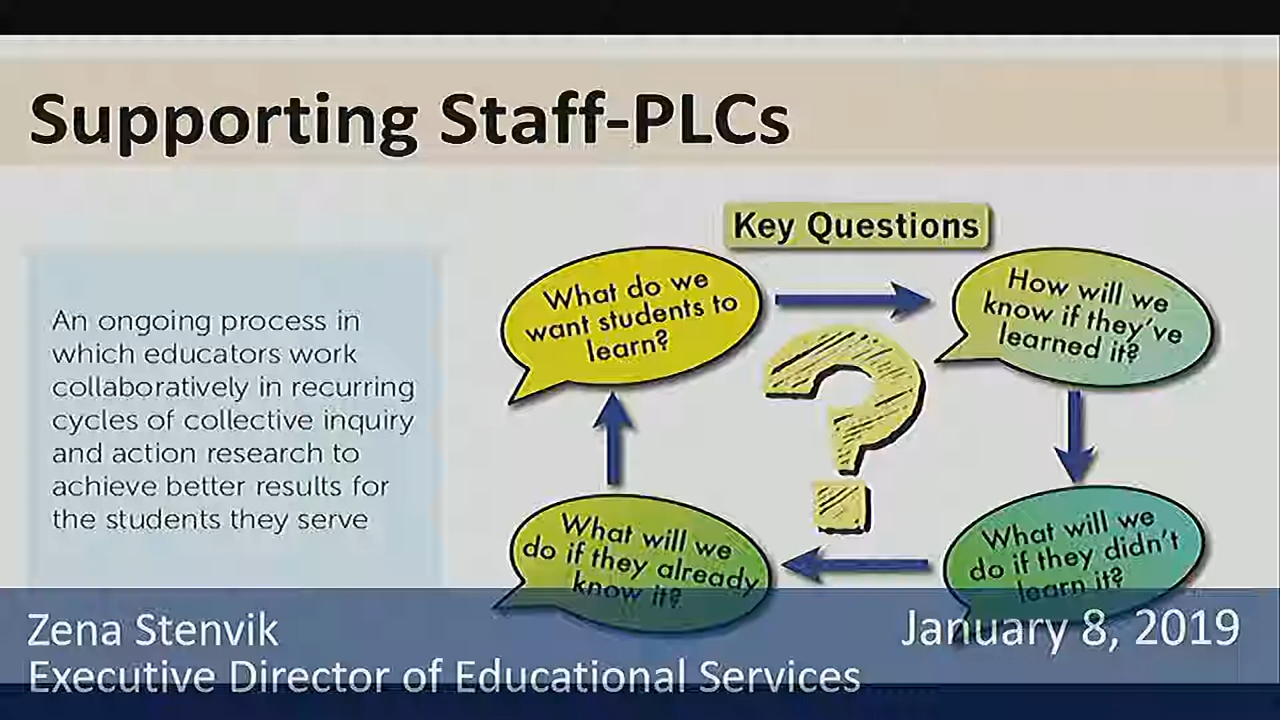 Supporting Staff-PLCs
An ongoing process in
which educators work
collaboratively in recurring
cycles of collective inquiry
and action research to
achieve better results for
the students they serve
Key Questions
What do we
want students to
learn?
How will we
know if they've
learned it?
What will we
do if they didn't
learn it?
What will we
do if they already
know it?
Zena Stenvik
Executive Director of Educational Services
January 8, 2019